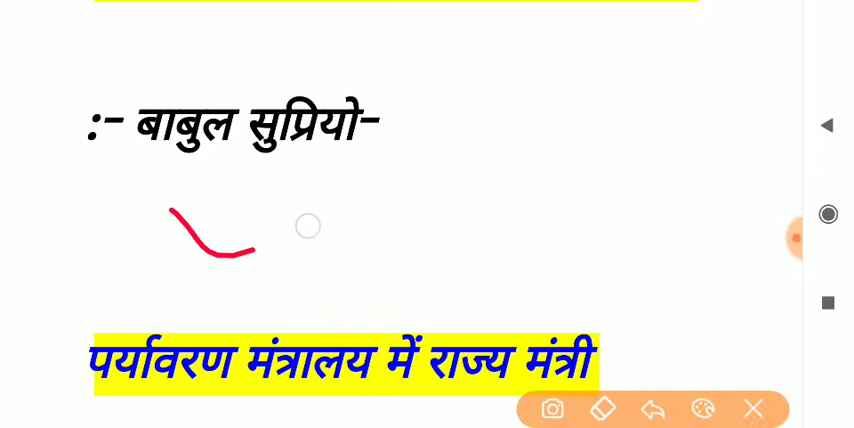 :- बाबुल सुप्रियो-
पर्यावरण मंत्रालय में राज्य मंत्री